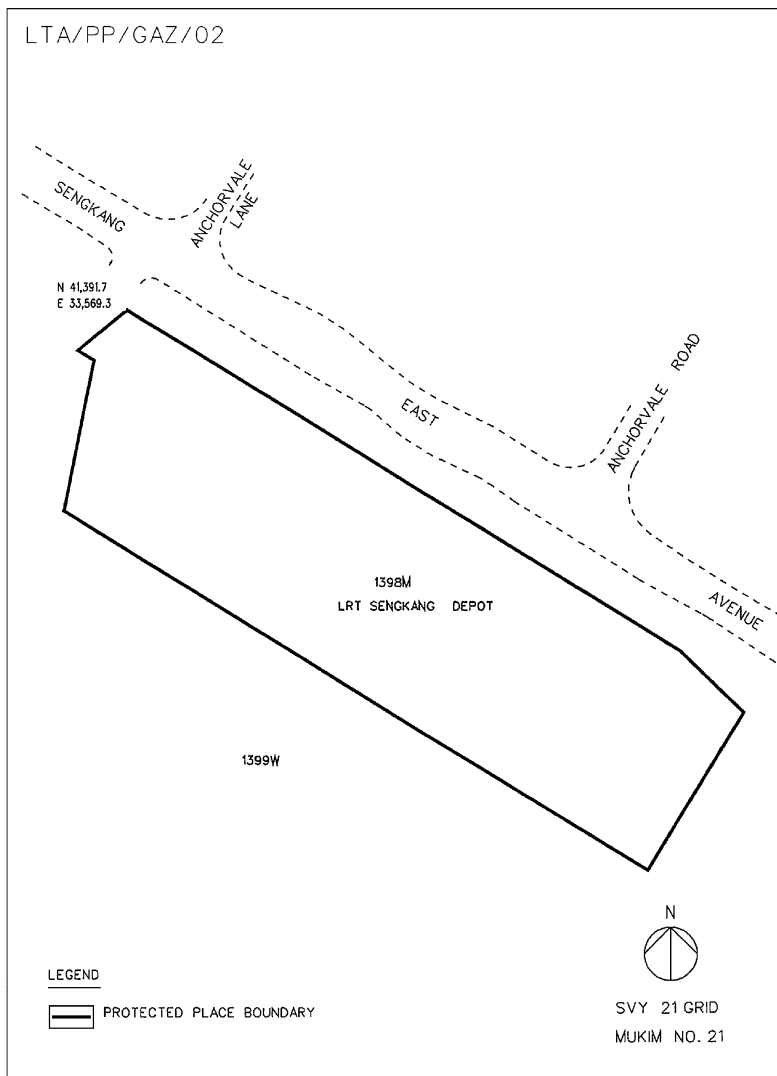 LTA/PP/GAZ/02
SENGKANG
ANCHORVALE
LANE
N 41,391.7
E 33,569.3
EAST
ANCHORVALE ROAD
AVENUE
1398M
LRT SENGKANG DEPOT
1399W
N
LEGEND
PROTECTED PLACE BOUNDARY
SVY 21 GRID
MUKIM NO. 21